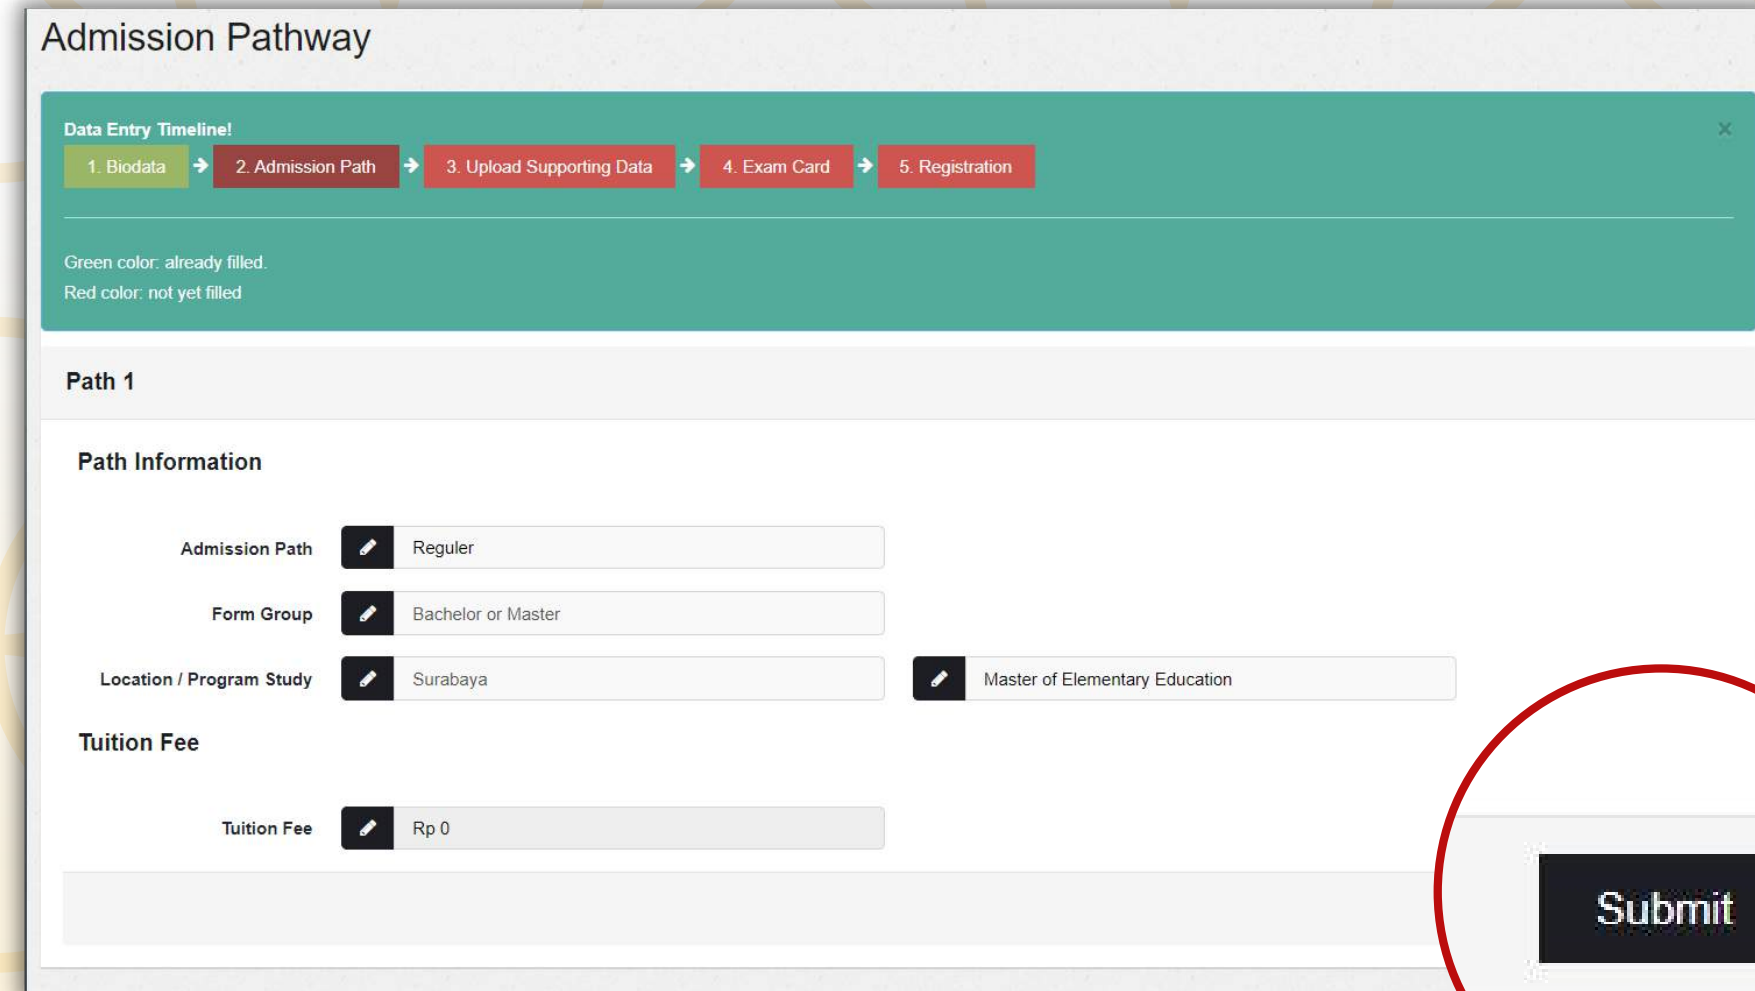 Admission Pathway
Data Entry Timeline!
1. Biodata
2. Admission Path
3. Upload Supporting Data
4. Exam Card
5. Registration
Green color: already filled.
Red color: not yet filled
Path 1
Path Information
Admission Path Reguler
Form Group Bachelor or Master
Location / Program Study Surabaya Master of Elementary Education
Tuition Fee
Tuition Fee Rp 0
Submit